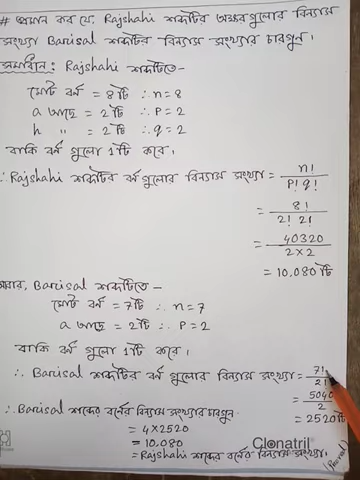 # প্রমান কর যে, Rajshahi শব্দটির অক্ষরগুলোর বিন্যাস
সংখ্যা Barisal শব্দটির বিন্যাস সংখ্যার চারগুন।
সমাধান: Rajshahi শব্দটিতে-
মোট বর্ন = 8টি ∴ n = 8
a আছে = 2টি ∴ P = 2
h " = 2টি ∴ q = 2
বাকি বর্ন গুলো 1টি করে।
∴ Rajshahi শব্দটির বর্ন গুলোর বিন্যাস সংখ্যা = n! / P! q!
= 8! / 2! 2!
= 40320 / 2×2
= 10,080টি
আবার, Barisal শব্দটিতে-
মোট বর্ন = 7টি ∴ n = 7
a আছে = 2টি ∴ P = 2
বাকি বর্ন গুলো 1টি করে।
∴ Barisal শব্দটির বর্ন গুলোর বিন্যাস সংখ্যা = 7! / 2!
= 5040 / 2
= 2520টি
∴ Barisal শব্দের বর্নের বিন্যাস সংখ্যার চারগুন
= 4×2520
= 10,080
= Rajshahi শব্দের বর্নের বিন্যাস সংখ্যা।
(Proved)
Clonatril